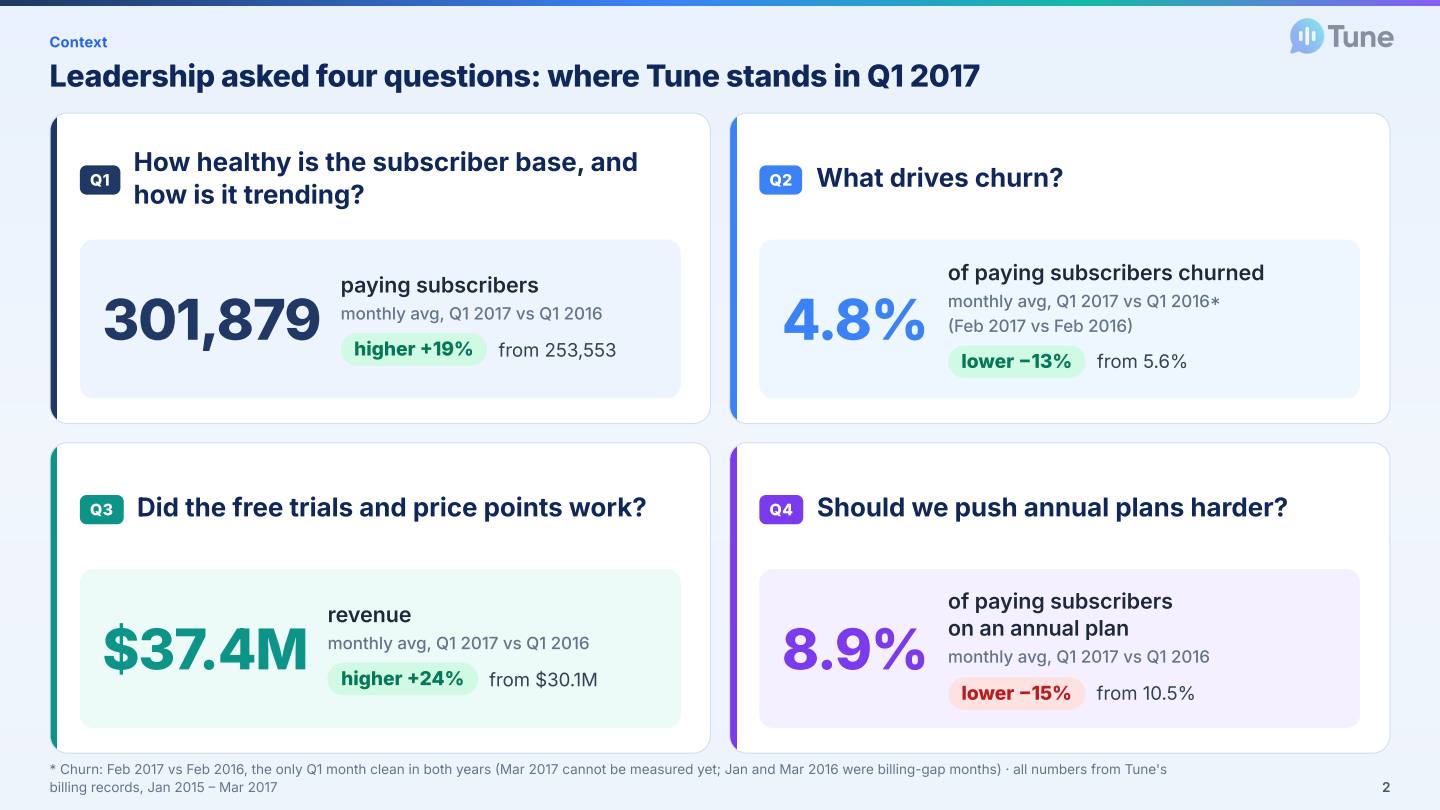 Context
Tune
Leadership asked four questions: where Tune stands in Q1 2017
Q1
How healthy is the subscriber base, and
how is it trending?
301,879
paying subscribers
monthly avg, Q1 2017 vs Q1 2016
higher +19%
from 253,553
Q2
What drives churn?
4.8%
of paying subscribers churned
monthly avg, Q1 2017 vs Q1 2016*
(Feb 2017 vs Feb 2016)
lower −13%
from 5.6%
Q3
Did the free trials and price points work?
$37.4M
revenue
monthly avg, Q1 2017 vs Q1 2016
higher +24%
from $30.1M
Q4
Should we push annual plans harder?
8.9%
of paying subscribers
on an annual plan
monthly avg, Q1 2017 vs Q1 2016
lower −15%
from 10.5%
* Churn: Feb 2017 vs Feb 2016, the only Q1 month clean in both years (Mar 2017 cannot be measured yet; Jan and Mar 2016 were billing-gap months) · all numbers from Tune's
billing records, Jan 2015 – Mar 2017
2